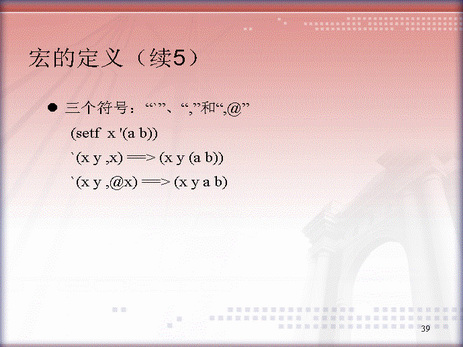 宏的定义（续5）
三个符号：“`”、“,”和“,@”
(setf x '(a b))
`(x y ,x) ==> (x y (a b))
`(x y ,@x) ==> (x y a b)
39